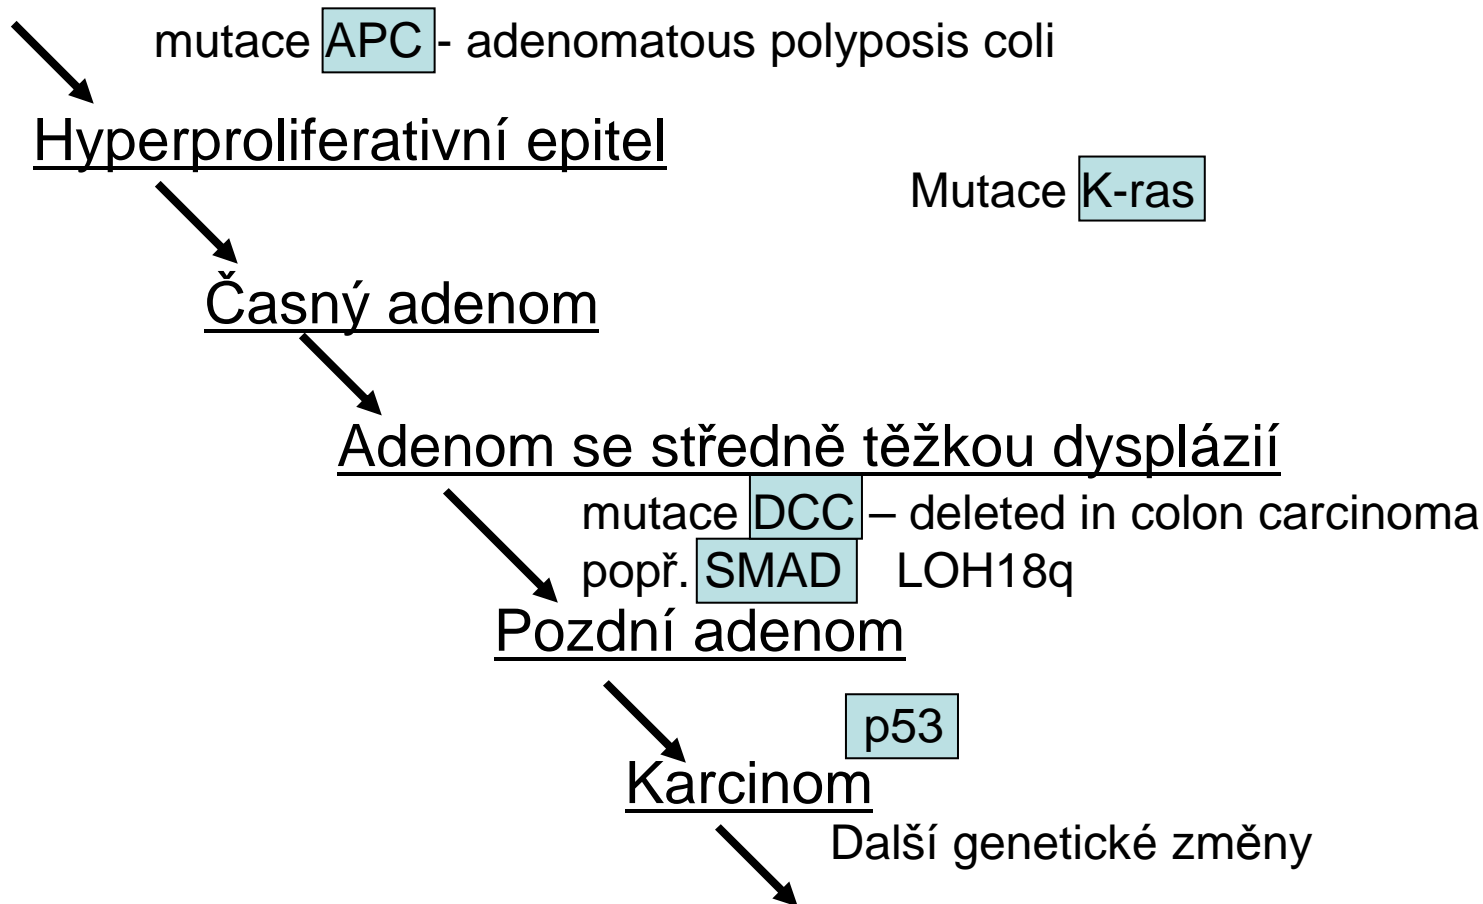 mutace APC - adenomatous polyposis coli
Hyperproliferativní epitel
Mutace K-ras
Časný adenom
Adenom se středně těžkou dysplázií
mutace DCC – deleted in colon carcinoma
popř. SMAD LOH18q
Pozdní adenom
p53
Karcinom
Další genetické změny